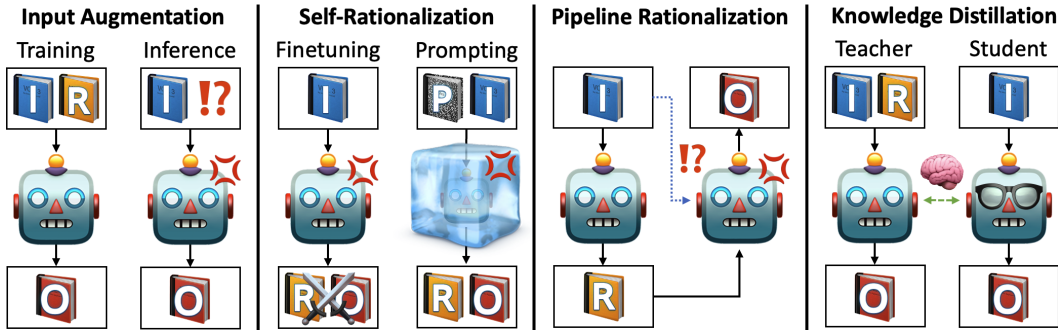 Input Augmentation
Training Inference
I R I ⁉
O O
Self-Rationalization
Finetuning Prompting
I P I
R O R O
Pipeline Rationalization
I O
⁉
R
Knowledge Distillation
Teacher Student
I R I
O O